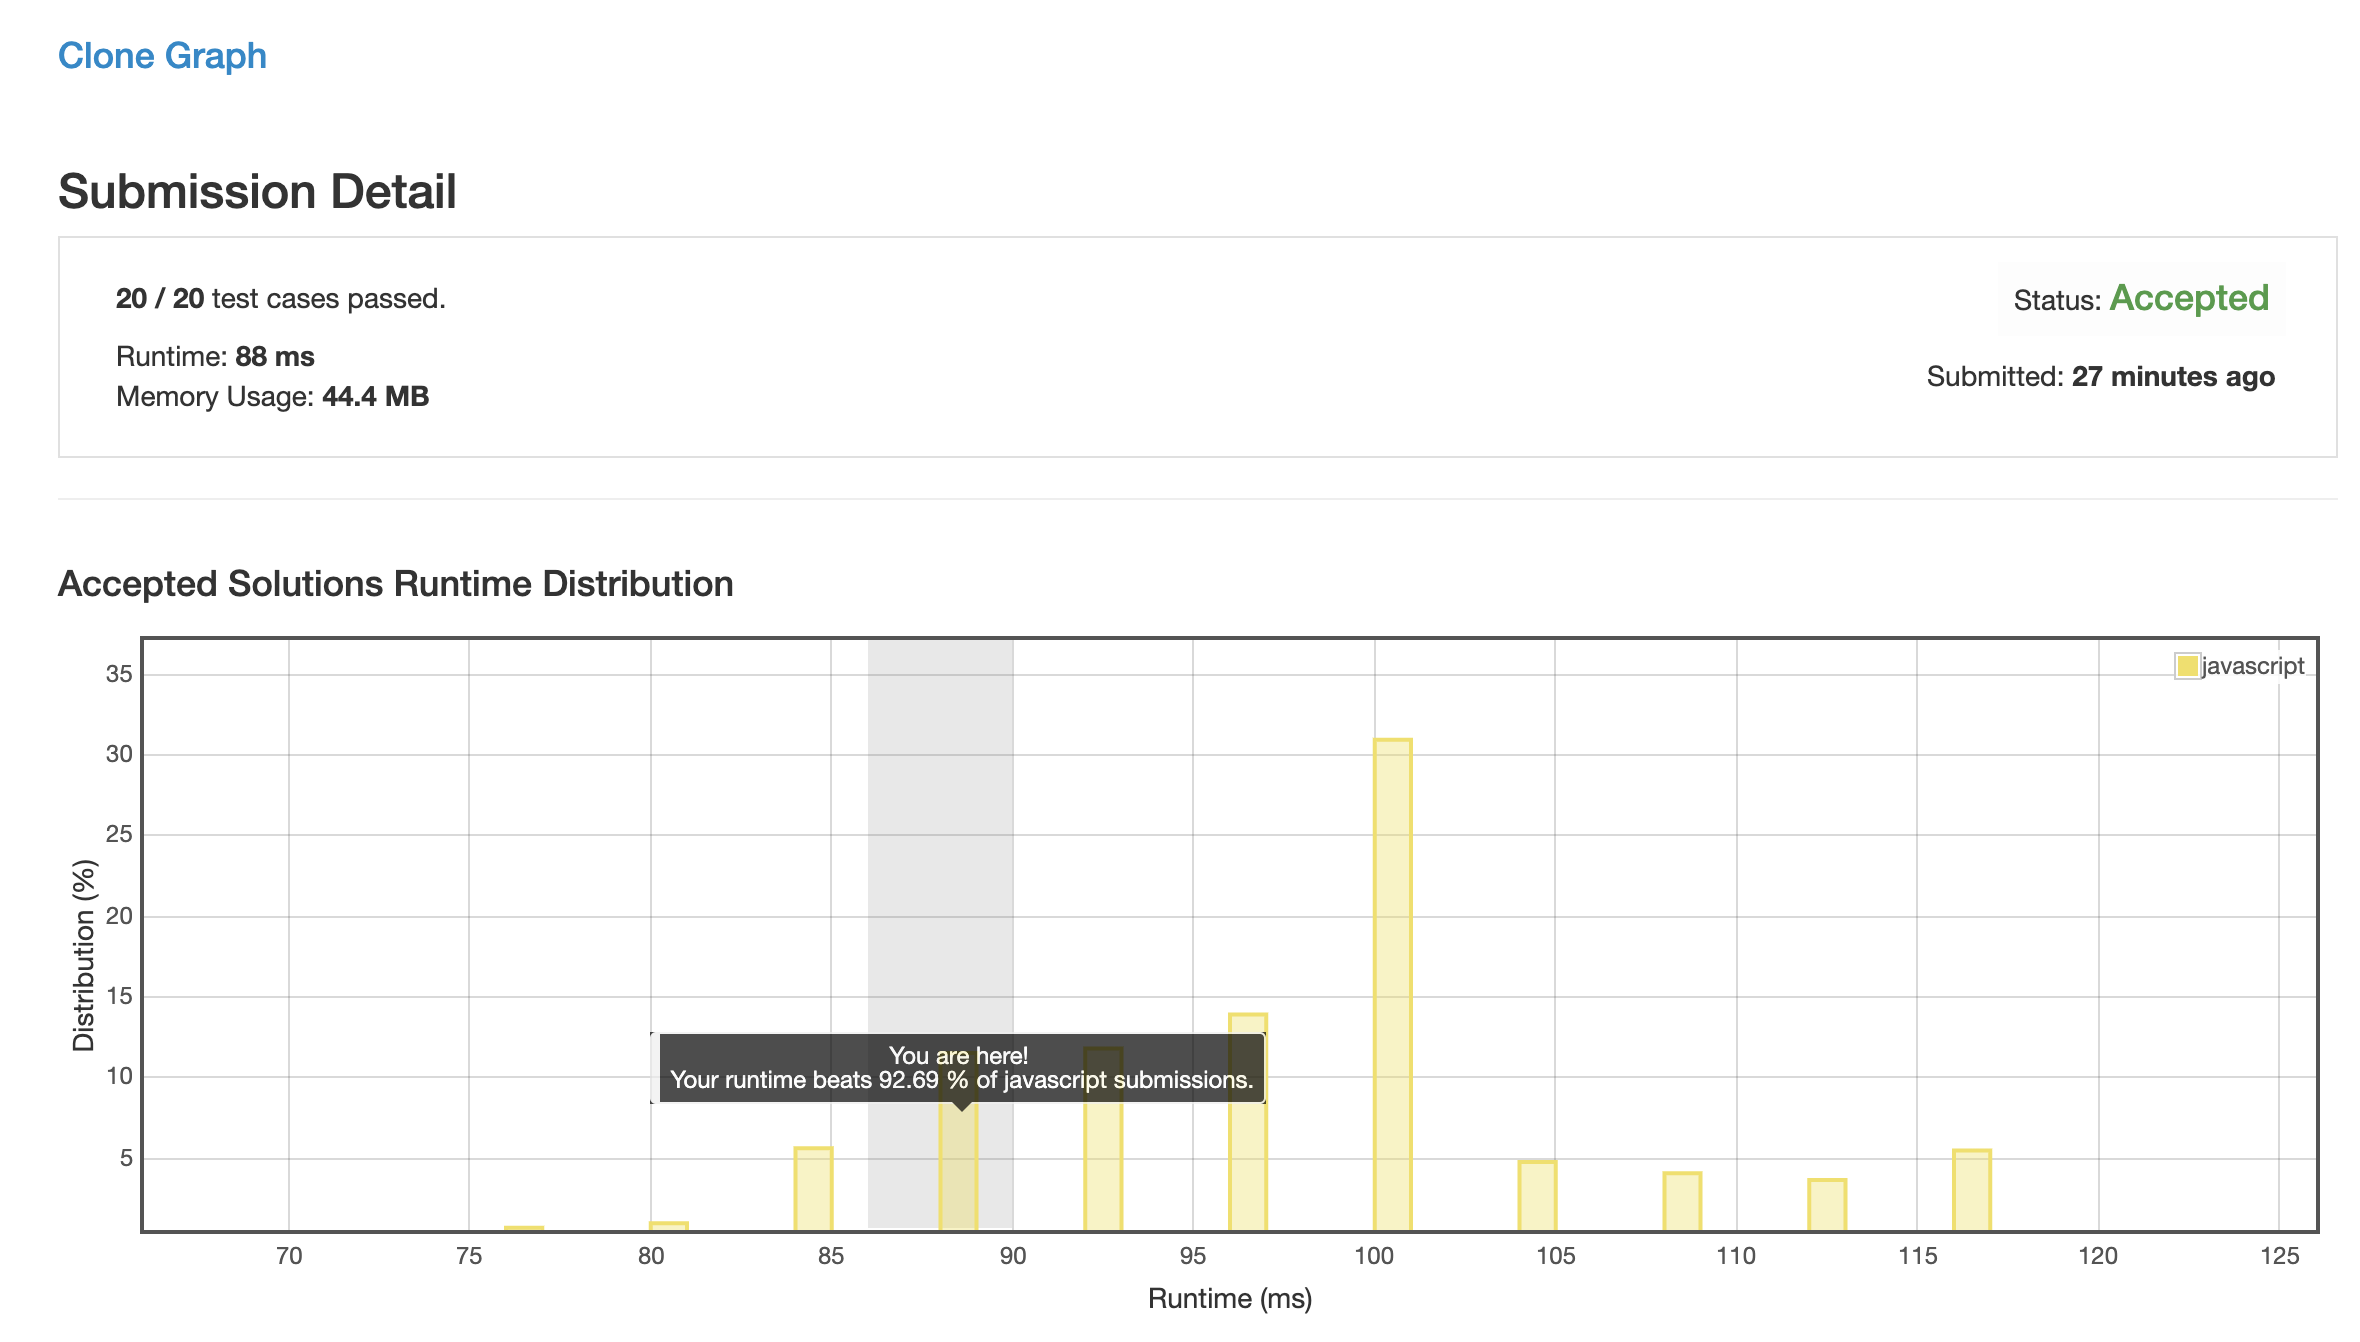 Clone Graph
Submission Detail
20 / 20 test cases passed.
Status: Accepted
Runtime: 88 ms
Submitted: 27 minutes ago
Memory Usage: 44.4 MB
Accepted Solutions Runtime Distribution
javascript
35
30
25
20
15
10
5
Distribution (%)
You are here!
Your runtime beats 92.69 % of javascript submissions.
70 75 80 85 90 95 100 105 110 115 120 125
Runtime (ms)